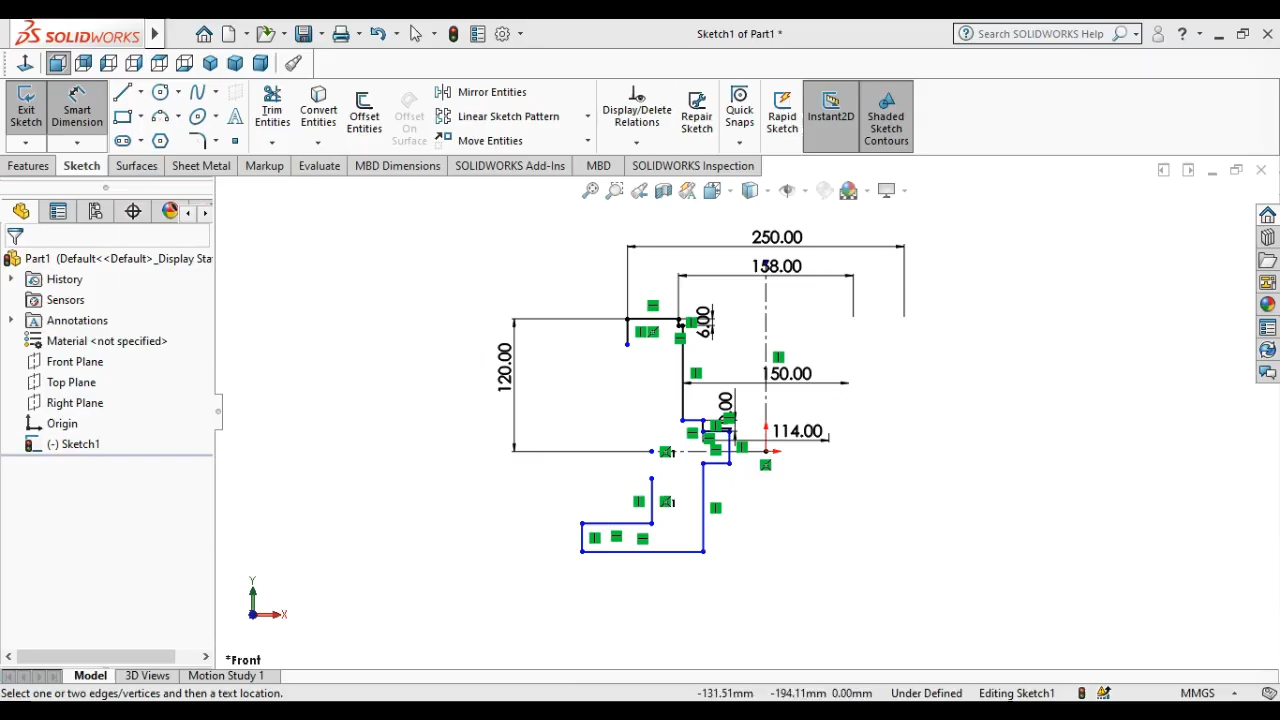 SOLIDWORKS
Sketch1 of Part1 *
Search SOLIDWORKS Help
Exit Sketch
Smart Dimension
Trim Entities
Convert Entities
Offset Entities
Offset On Surface
Mirror Entities
Linear Sketch Pattern
Move Entities
Display/Delete Relations
Repair Sketch
Quick Snaps
Rapid Sketch
Instant2D
Shaded Sketch Contours
Features
Sketch
Surfaces
Sheet Metal
Markup
Evaluate
MBD Dimensions
SOLIDWORKS Add-Ins
MBD
SOLIDWORKS Inspection
Part1 (Default<<Default>_Display Sta
History
Sensors
Annotations
Material <not specified>
Front Plane
Top Plane
Right Plane
Origin
(-) Sketch1
250.00
158.00
6.00
120.00
150.00
114.00
Y
X
*Front
Model
3D Views
Motion Study 1
Select one or two edges/vertices and then a text location.
-131.51mm
-194.11mm 0.00mm
Under Defined
Editing Sketch1
MMGS